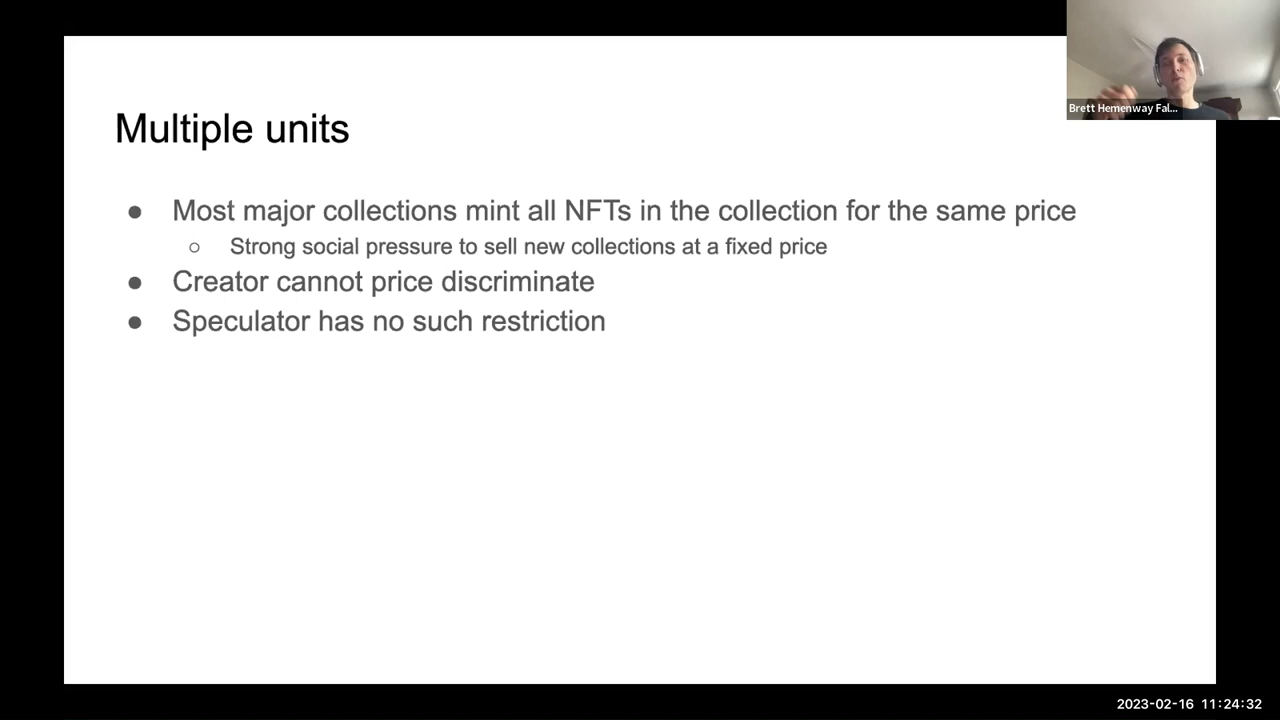 Brett Hemenway Fal...
Multiple units
● Most major collections mint all NFTs in the collection for the same price
○ Strong social pressure to sell new collections at a fixed price
● Creator cannot price discriminate
● Speculator has no such restriction
2023-02-16 11:24:32